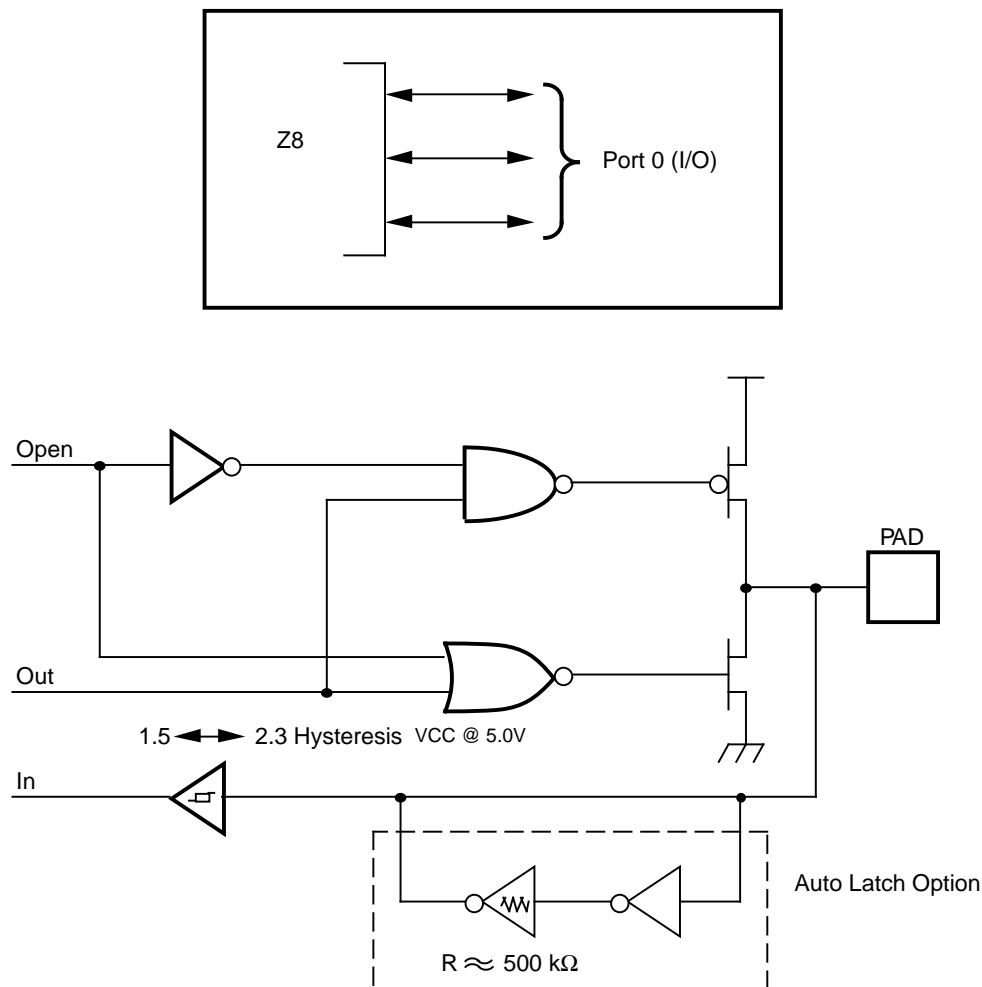 Z8
Port 0 (I/O)
Open
PAD
Out
1.5 2.3 Hysteresis VCC @ 5.0V
In
Auto Latch Option
R ≈ 500 kΩ